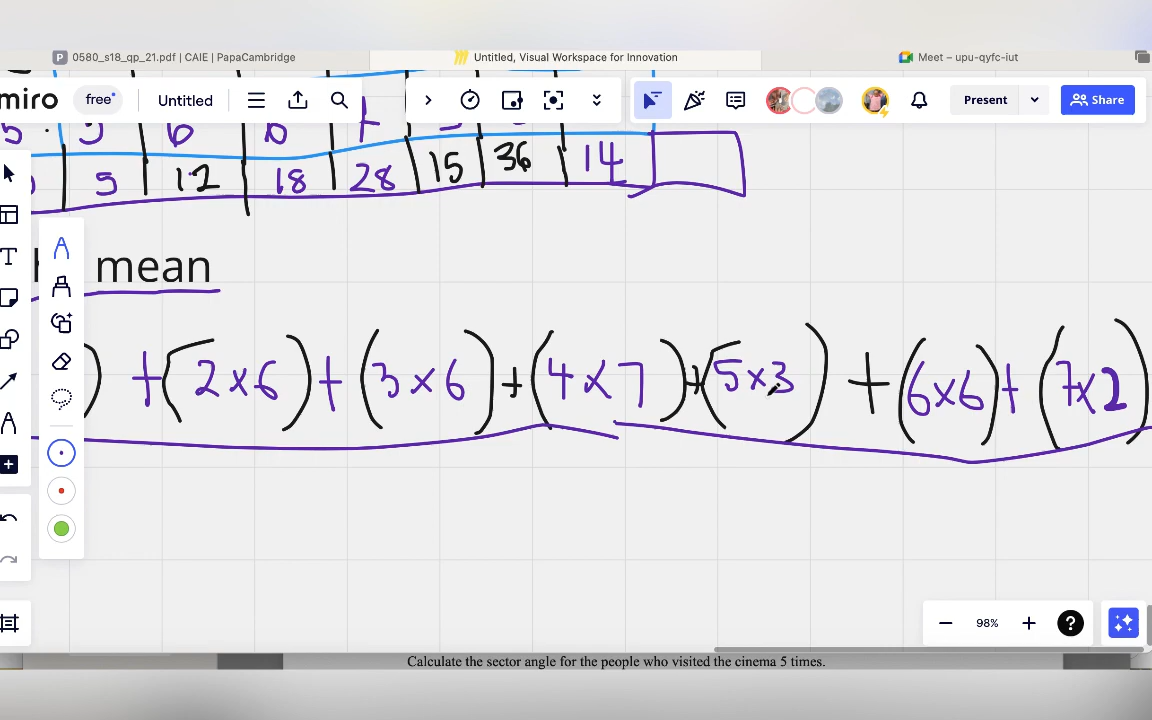 0580_s18_qp_21.pdf | CAIE | PapaCambridge
Untitled, Visual Workspace for Innovation
Meet – upu-qyfc-iut
miro free Untitled Present Share
5 12 18 28 15 36 14
mean
) + (2 × 6) + (3 × 6) + (4 × 7) + (5 × 3) + (6 × 6) + (7 × 2)
98%
Calculate the sector angle for the people who visited the cinema 5 times.